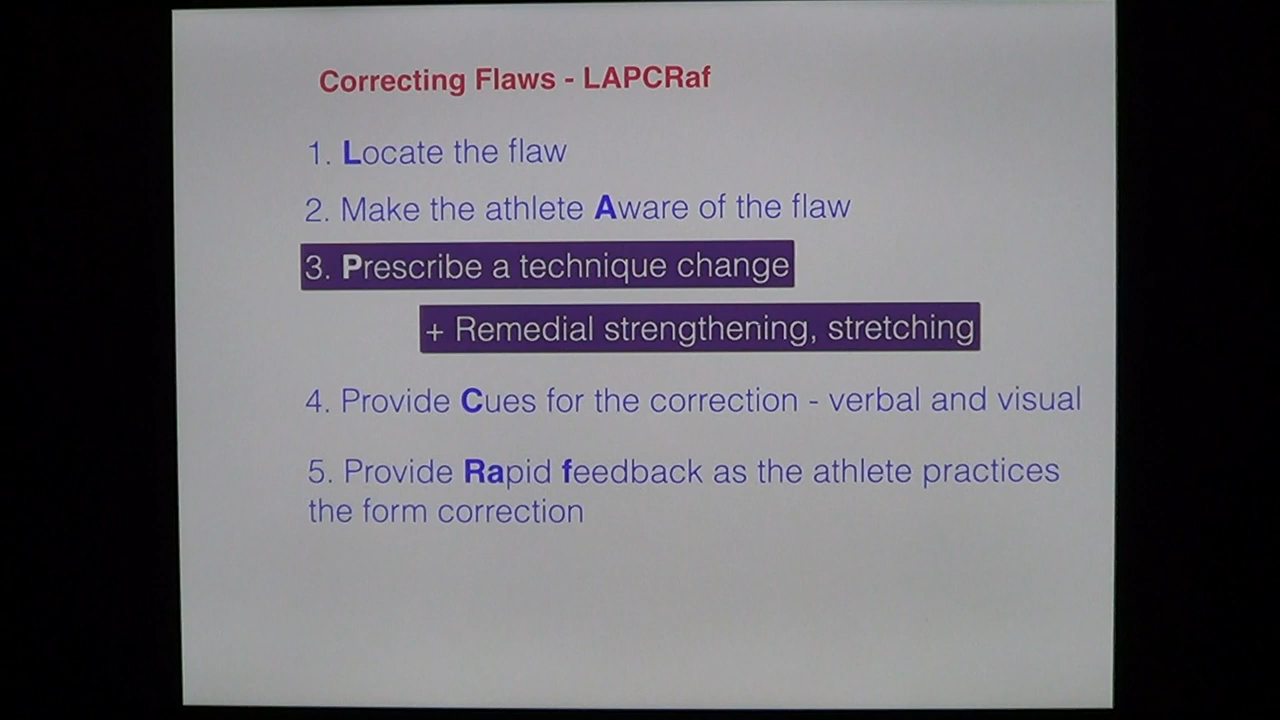 Correcting Flaws - LAPCRaf
1. Locate the flaw
2. Make the athlete Aware of the flaw
3. Prescribe a technique change
+ Remedial strengthening, stretching
4. Provide Cues for the correction - verbal and visual
5. Provide Rapid feedback as the athlete practices
the form correction